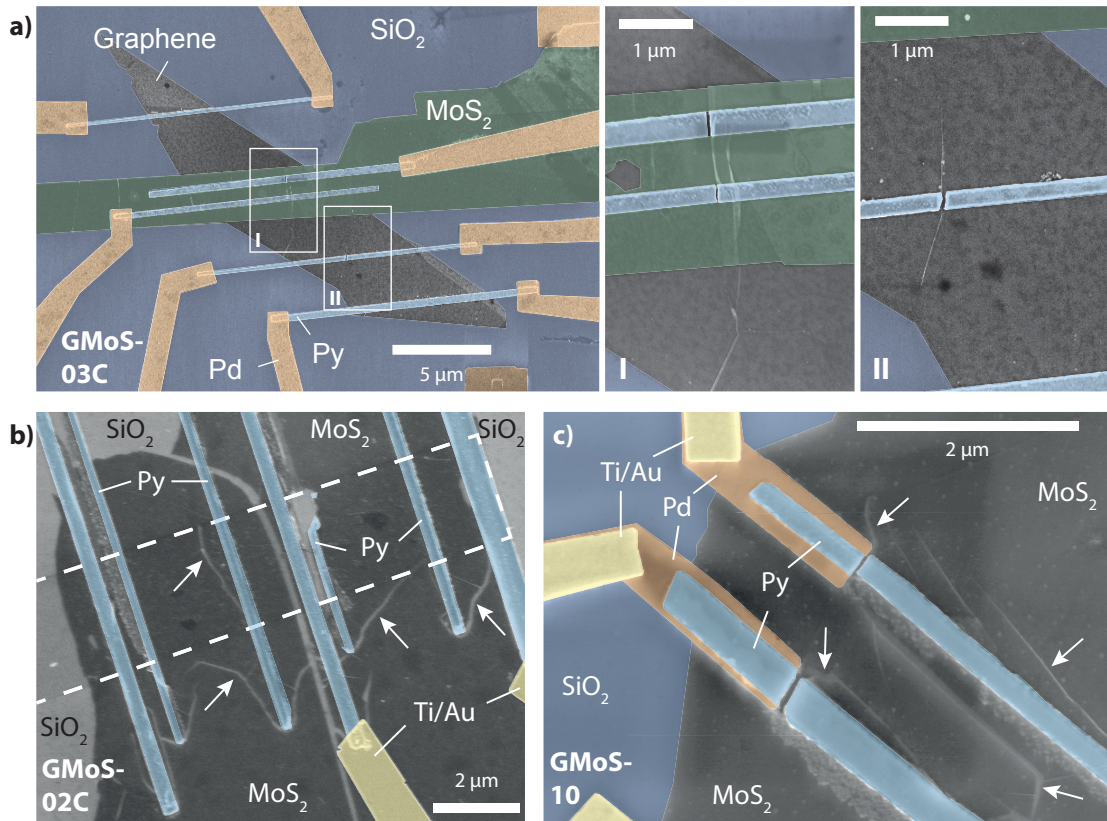 a)
Graphene
SiO₂
MoS₂
I
II
GMoS-
03C
Pd
Py
5 µm
1 µm
I
1 µm
II
b)
SiO₂
MoS₂
SiO₂
Py
Py
Ti/Au
SiO₂
GMoS-
02C
MoS₂
2 µm
c)
2 µm
Ti/Au
Pd
MoS₂
Py
SiO₂
GMoS-
10
MoS₂